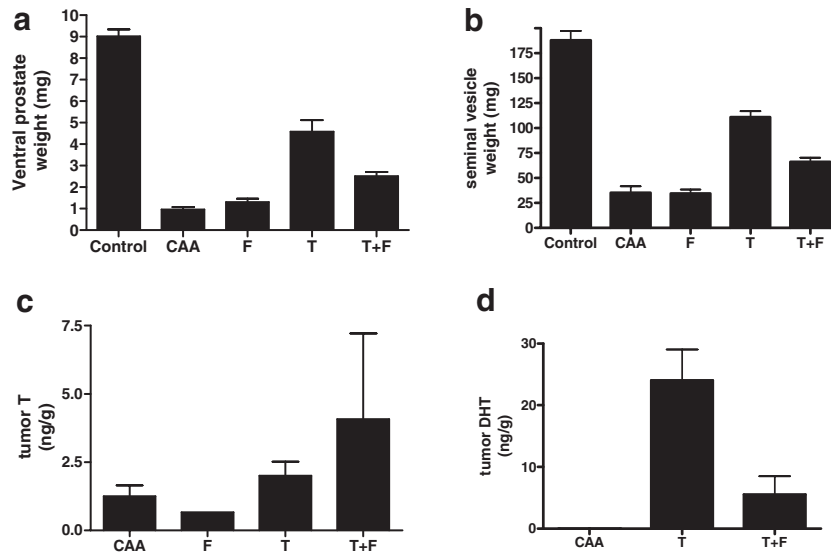 a
Ventral prostate
weight (mg)
10
9
8
7
6
5
4
3
2
1
0
Control CAA F T T+F
b
seminal vesicle
weight (mg)
175
150
125
100
75
50
25
0
Control CAA F T T+F
c
tumor T
(ng/g)
7.5
5.0
2.5
0.0
CAA F T T+F
d
tumor DHT
(ng/g)
30
20
10
0
CAA T T+F